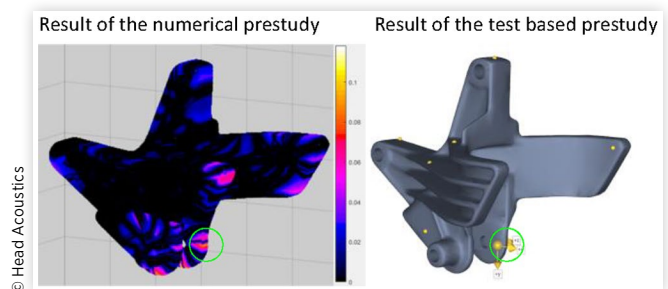 Result of the numerical prestudy
Result of the test based prestudy
0.1
0.08
0.06
0.04
0.02
0
© Head Acoustics